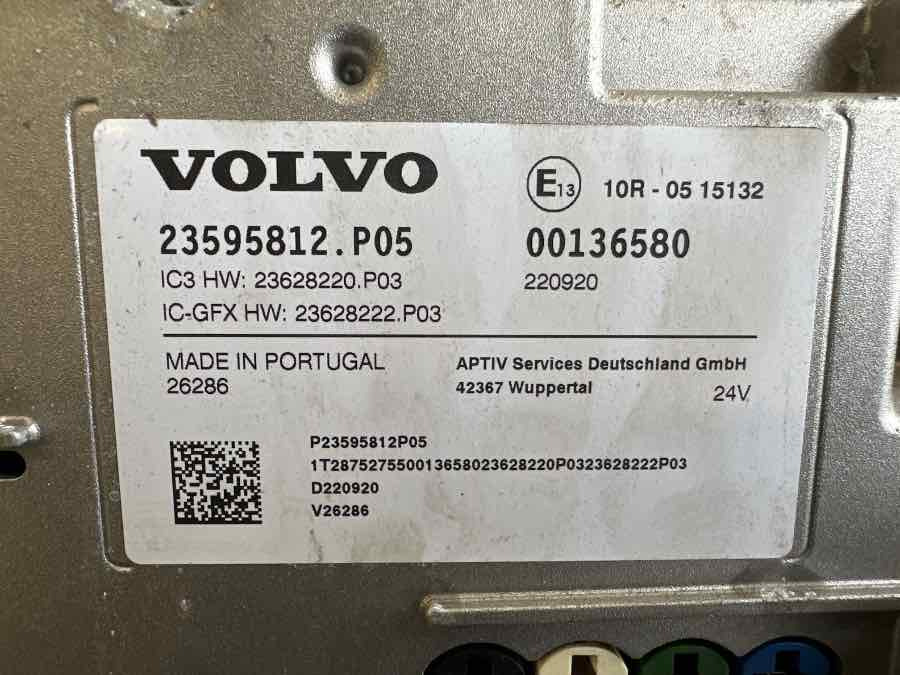 VOLVO
E13 10R - 05 15132
23595812.P05
00136580
IC3 HW: 23628220.P03
220920
IC-GFX HW: 23628222.P03
MADE IN PORTUGAL
26286
APTIV Services Deutschland GmbH
42367 Wuppertal
24V
P23595812P05
1T287527550013658023628220P0323628222P03
D220920
V26286